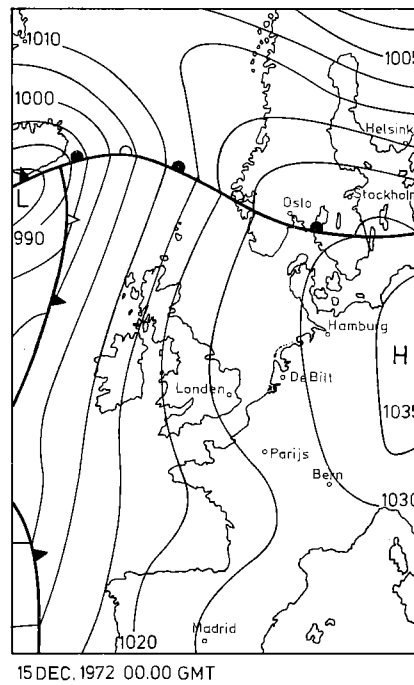 1010
1005
1000
Helsink
Stockholm
Oslo
L
990
Hamburg
H
De Bilt
Londen
1035
Parijs
Bern
1030
1020
Madrid
15 DEC. 1972 00.00 GMT